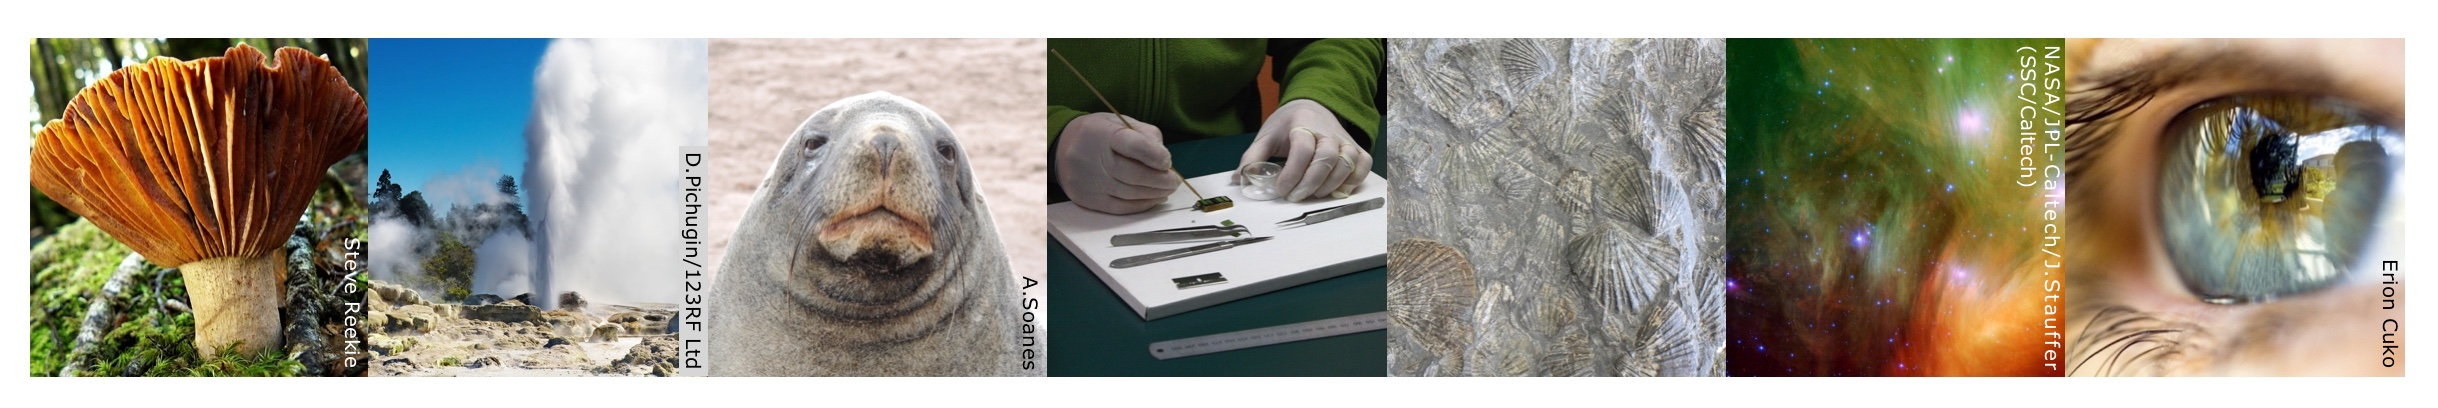 Steve Reekie
D.Pichugin/123RF Ltd
A.Soanes
NASA/JPL-Caltech/J.Stauffer
(SSC/Caltech)
Erion Cuko